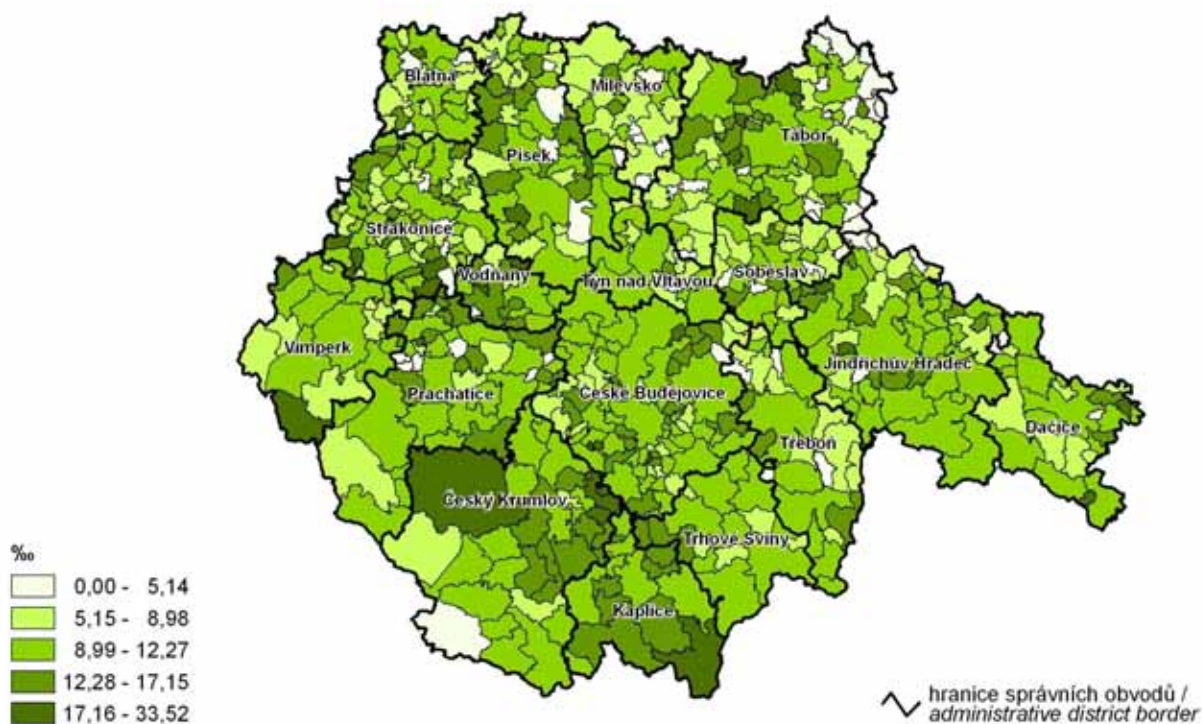 Blatná
Milevsko
Tábor
Písek
Strakonice
Vodňany
Týn nad Vltavou
Soběslav
Vimperk
Jindřichův Hradec
Prachatice
České Budějovice
Třeboň
Dačice
Český Krumlov
Trhové Sviny
Kaplice
‰
0,00 - 5,14
5,15 - 8,98
8,99 - 12,27
12,28 - 17,15
17,16 - 33,52
hranice správních obvodů /
administrative district border